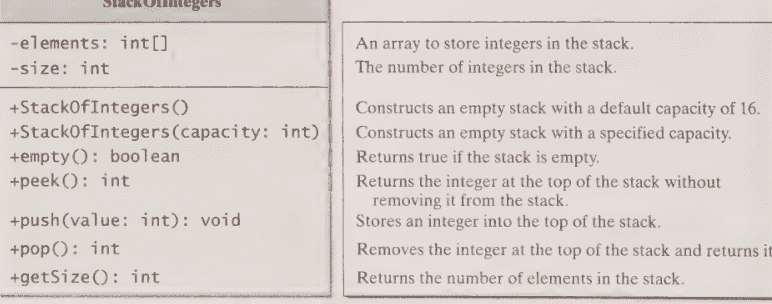 StackOfIntegers
-elements: int[]
-size: int
+StackOfIntegers()
+StackOfIntegers(capacity: int)
+empty(): boolean
+peek(): int
+push(value: int): void
+pop(): int
+getSize(): int
An array to store integers in the stack.
The number of integers in the stack.
Constructs an empty stack with a default capacity of 16.
Constructs an empty stack with a specified capacity.
Returns true if the stack is empty.
Returns the integer at the top of the stack without
removing it from the stack.
Stores an integer into the top of the stack.
Removes the integer at the top of the stack and returns it
Returns the number of elements in the stack.